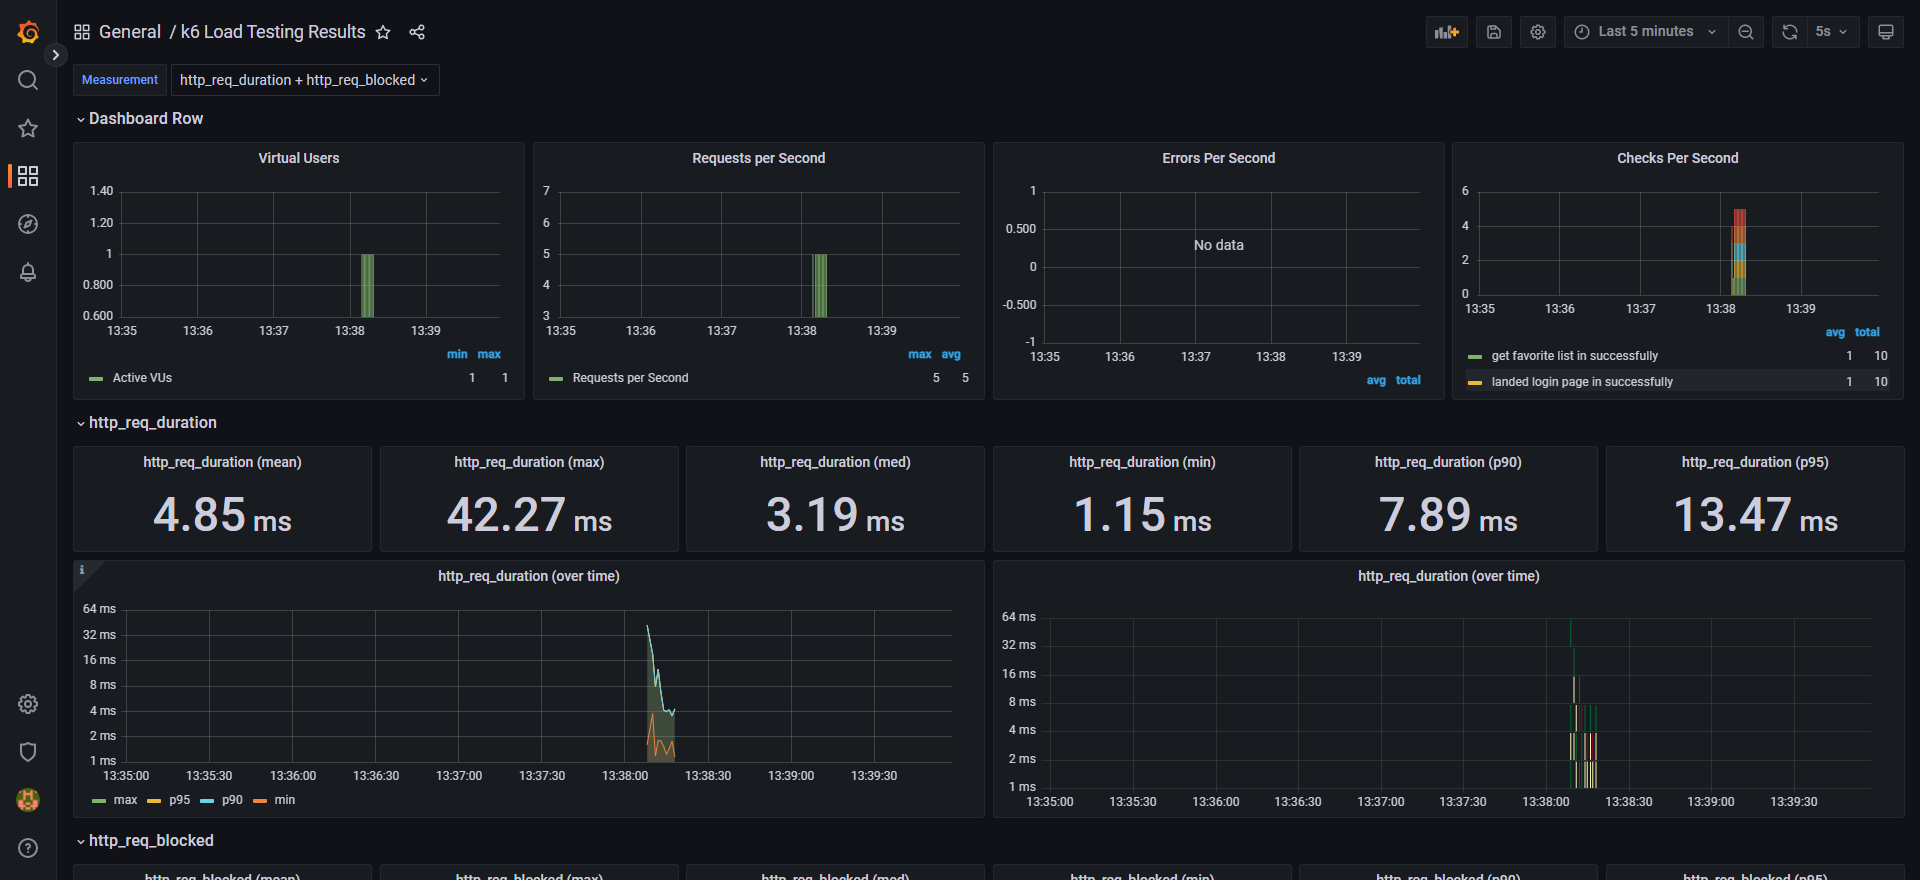 General / k6 Load Testing Results
Last 5 minutes
5s
Measurement
http_req_duration + http_req_blocked
Dashboard Row
Virtual Users
1.40
1.20
1
0.800
0.600
13:35 13:36 13:37 13:38 13:39
min max
Active VUs 1 1
Requests per Second
7
6
5
4
3
13:35 13:36 13:37 13:38 13:39
max avg
Requests per Second 5 5
Errors Per Second
1
0.500
0
-0.500
-1
No data
13:35 13:36 13:37 13:38 13:39
avg total
Checks Per Second
6
4
2
0
13:35 13:36 13:37 13:38 13:39
avg total
get favorite list in successfully 1 10
landed login page in successfully 1 10
http_req_duration
http_req_duration (mean)
4.85 ms
http_req_duration (max)
42.27 ms
http_req_duration (med)
3.19 ms
http_req_duration (min)
1.15 ms
http_req_duration (p90)
7.89 ms
http_req_duration (p95)
13.47 ms
http_req_duration (over time)
64 ms
32 ms
16 ms
8 ms
4 ms
2 ms
1 ms
13:35:00 13:35:30 13:36:00 13:36:30 13:37:00 13:37:30 13:38:00 13:38:30 13:39:00 13:39:30
max p95 p90 min
http_req_duration (over time)
64 ms
32 ms
16 ms
8 ms
4 ms
2 ms
1 ms
13:35:00 13:35:30 13:36:00 13:36:30 13:37:00 13:37:30 13:38:00 13:38:30 13:39:00 13:39:30
http_req_blocked
http_req_blocked (mean)
http_req_blocked (max)
http_req_blocked (med)
http_req_blocked (min)
http_req_blocked (p90)
http_req_blocked (p95)